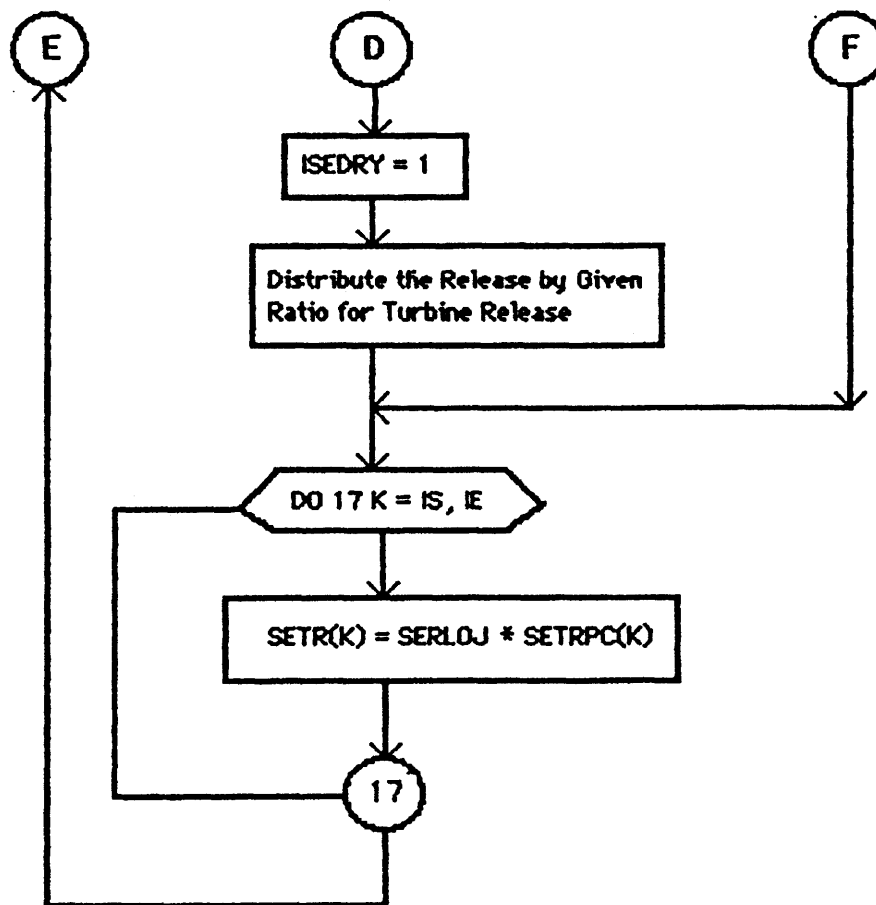 E
D
F
ISEDRY = 1
Distribute the Release by Given
Ratio for Turbine Release
DO 17 K = IS, IE
SETR(K) = SERLOJ * SETRPC(K)
17